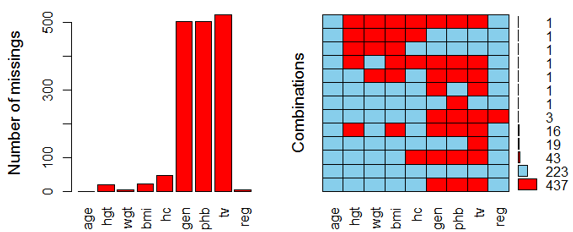 Number of missings
0
100
300
500
age
hgt
wgt
bmi
hc
gen
phb
tv
reg
Combinations
age
hgt
wgt
bmi
hc
gen
phb
tv
reg
1
1
1
1
1
1
1
3
16
19
43
223
437